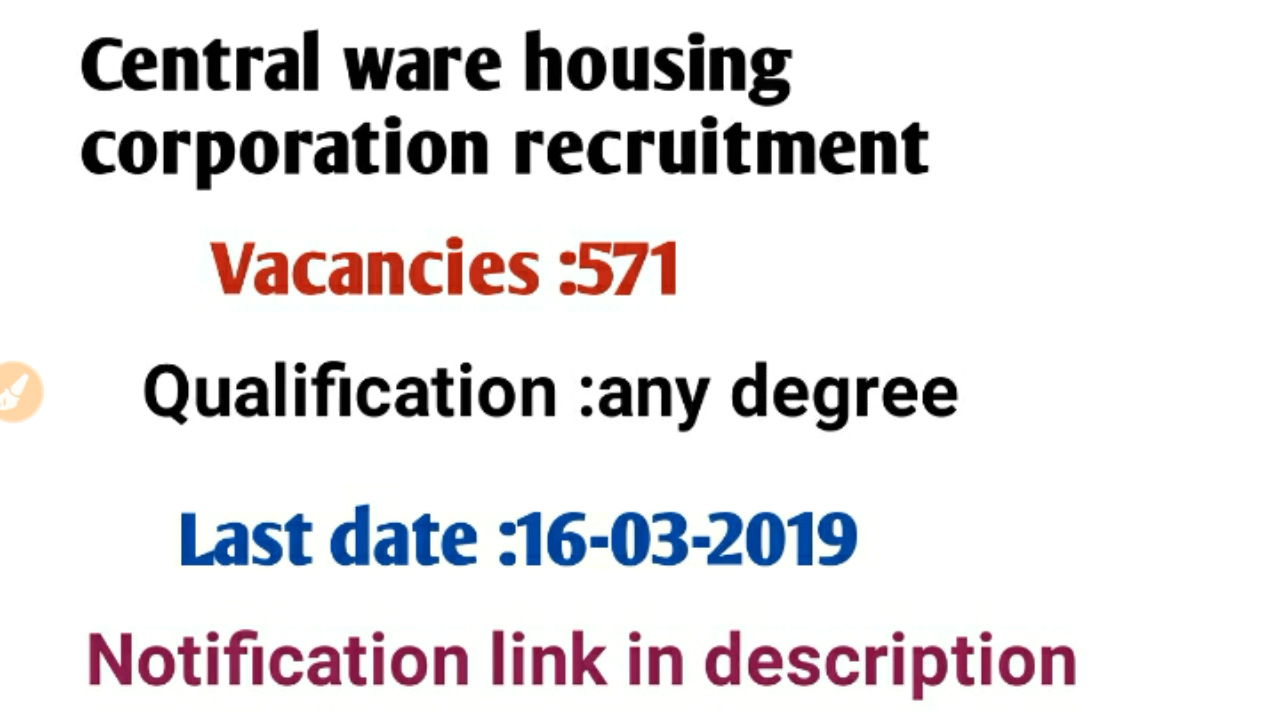 Central ware housing
corporation recruitment
Vacancies :571
Qualification :any degree
Last date :16-03-2019
Notification link in description